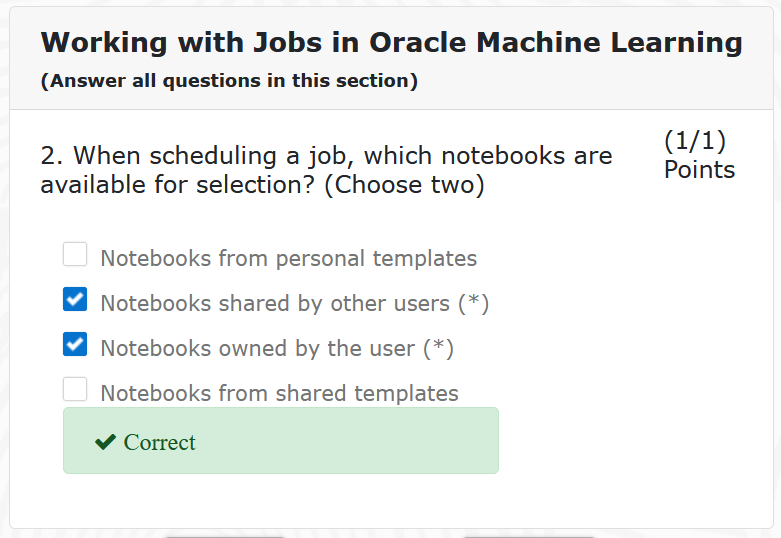 Working with Jobs in Oracle Machine Learning
(Answer all questions in this section)
2. When scheduling a job, which notebooks are
available for selection? (Choose two)
(1/1)
Points
Notebooks from personal templates
Notebooks shared by other users (*)
Notebooks owned by the user (*)
Notebooks from shared templates
Correct